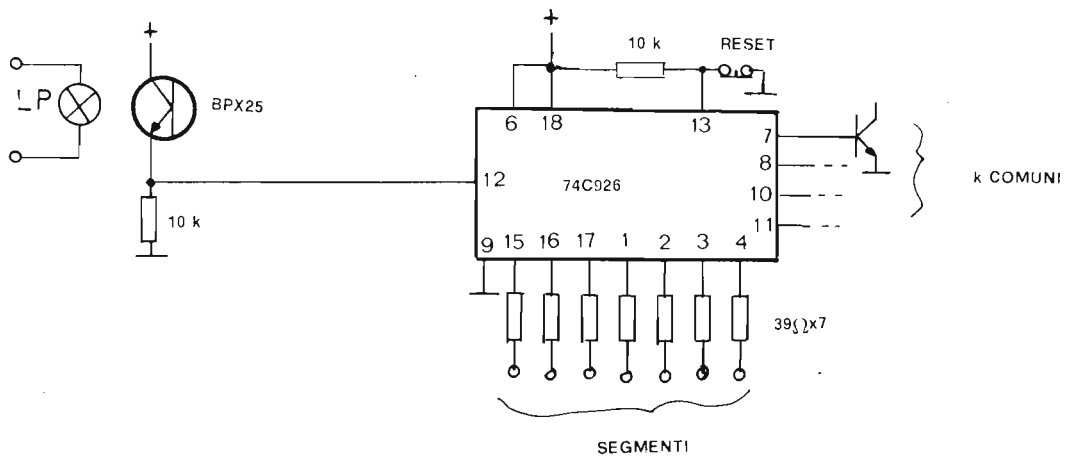 +
+
10 k
RESET
LP
BPX25
6
18
13
7
8
k COMUNI
12
74C926
10
10 k
11
9
15
16
17
1
2
3
4
39Ωx7
SEGMENTI